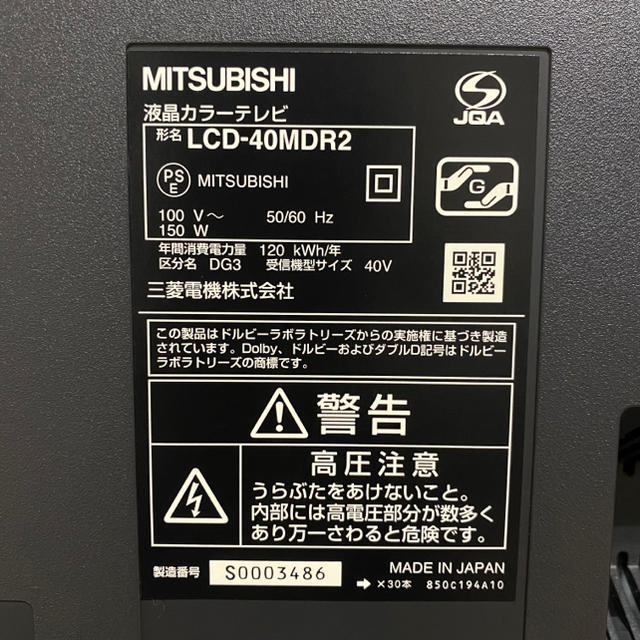 MITSUBISHI
液晶カラーテレビ
JQA
形名 LCD-40MDR2
PS
E
MITSUBISHI
G
100 V～ 50/60 Hz
150 W
年間消費電力量 120 kWh/年
区分名 DG3 受信機型サイズ 40V
三菱電機株式会社
この製品はドルビーラボラトリーズからの実施権に基づき製造
されています。Dolby、ドルビーおよびダブルD記号はドルビー
ラボラトリーズの商標です。
警告
高圧注意
うらぶたをあけないこと。
内部には高電圧部分が数多く
あり万一さわると危険です。
製造番号 S0003486
MADE IN JAPAN
➔ ×30本 850C194A10